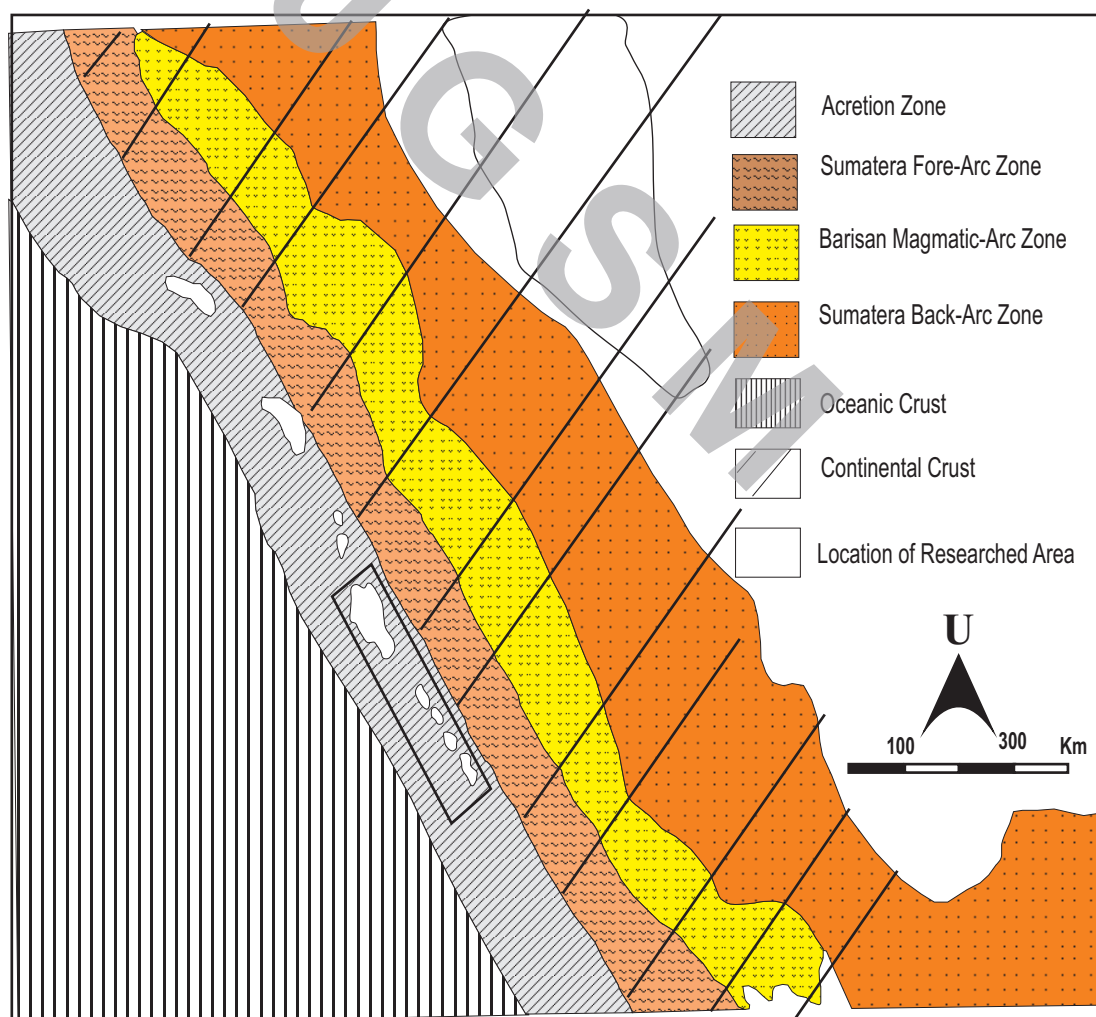 GSM
Acretion Zone
Sumatera Fore-Arc Zone
Barisan Magmatic-Arc Zone
Sumatera Back-Arc Zone
Oceanic Crust
Continental Crust
Location of Researched Area
U
100 300 Km